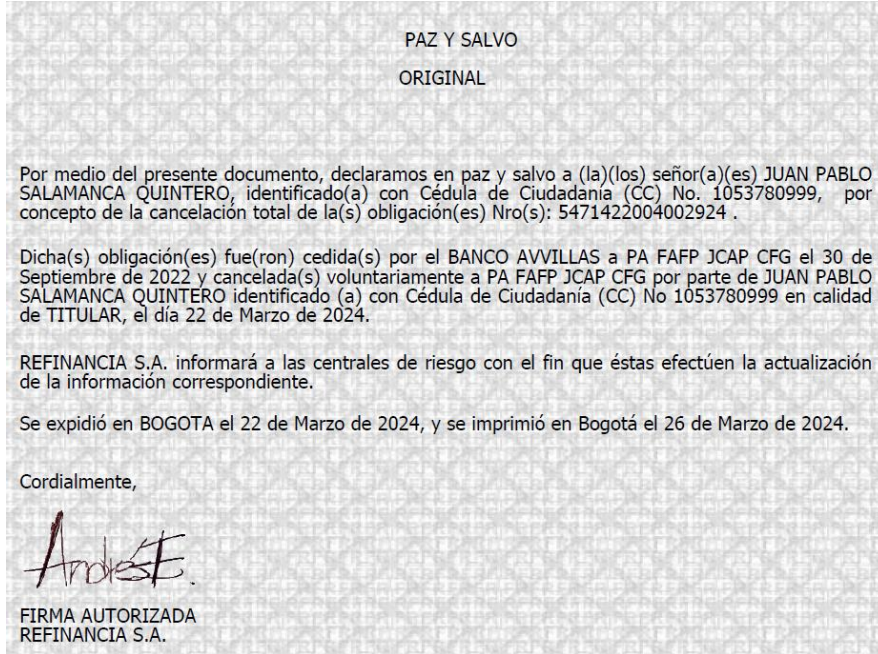 PAZ Y SALVO
ORIGINAL
Por medio del presente documento, declaramos en paz y salvo a (la)(los) señor(a)(es) JUAN PABLO
SALAMANCA QUINTERO, identificado(a) con Cédula de Ciudadanía (CC) No. 1053780999, por
concepto de la cancelación total de la(s) obligación(es) Nro(s): 5471422004002924 .
Dicha(s) obligación(es) fue(ron) cedida(s) por el BANCO AVVILLAS a PA FAFP JCAP CFG el 30 de
Septiembre de 2022 y cancelada(s) voluntariamente a PA FAFP JCAP CFG por parte de JUAN PABLO
SALAMANCA QUINTERO identificado (a) con Cédula de Ciudadanía (CC) No 1053780999 en calidad
de TITULAR, el día 22 de Marzo de 2024.
REFINANCIA S.A. informará a las centrales de riesgo con el fin que éstas efectúen la actualización
de la información correspondiente.
Se expidió en BOGOTA el 22 de Marzo de 2024, y se imprimió en Bogotá el 26 de Marzo de 2024.
Cordialmente,
AndrésE.
FIRMA AUTORIZADA
REFINANCIA S.A.